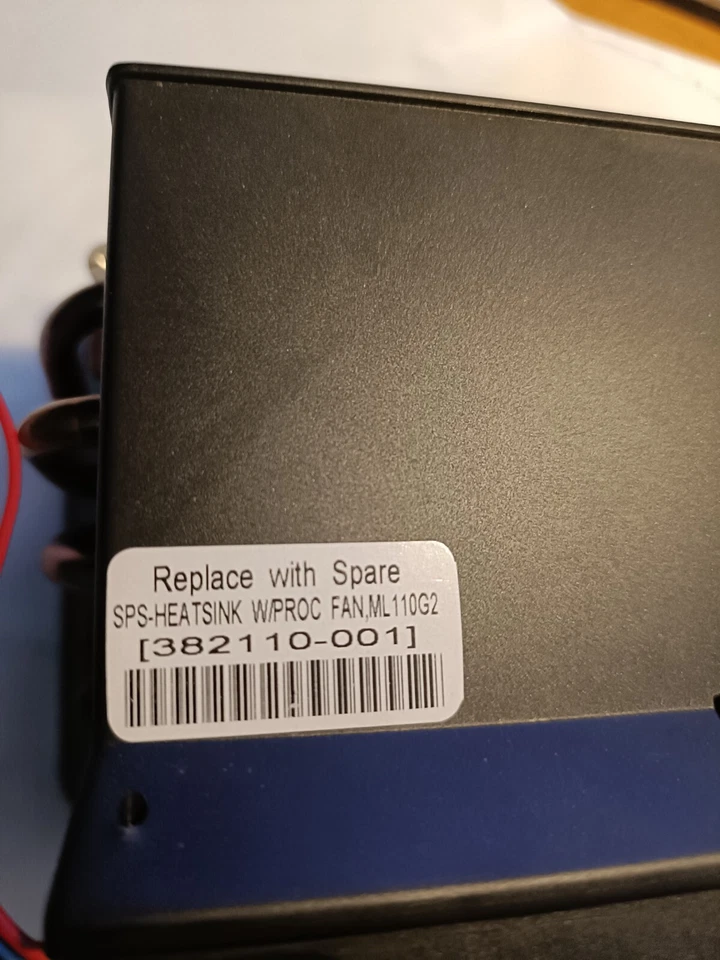 Replace with Spare
SPS-HEATSINK W/PROC FAN,ML110G2
[382110-001]